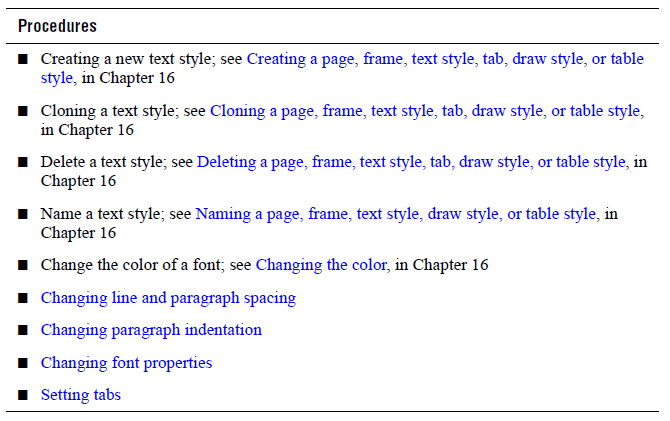 Procedures
■ Creating a new text style; see Creating a page, frame, text style, tab, draw style, or table
style, in Chapter 16
■ Cloning a text style; see Cloning a page, frame, text style, tab, draw style, or table style,
in Chapter 16
■ Delete a text style; see Deleting a page, frame, text style, tab, draw style, or table style, in
Chapter 16
■ Name a text style; see Naming a page, frame, text style, draw style, or table style, in
Chapter 16
■ Change the color of a font; see Changing the color, in Chapter 16
■ Changing line and paragraph spacing
■ Changing paragraph indentation
■ Changing font properties
■ Setting tabs